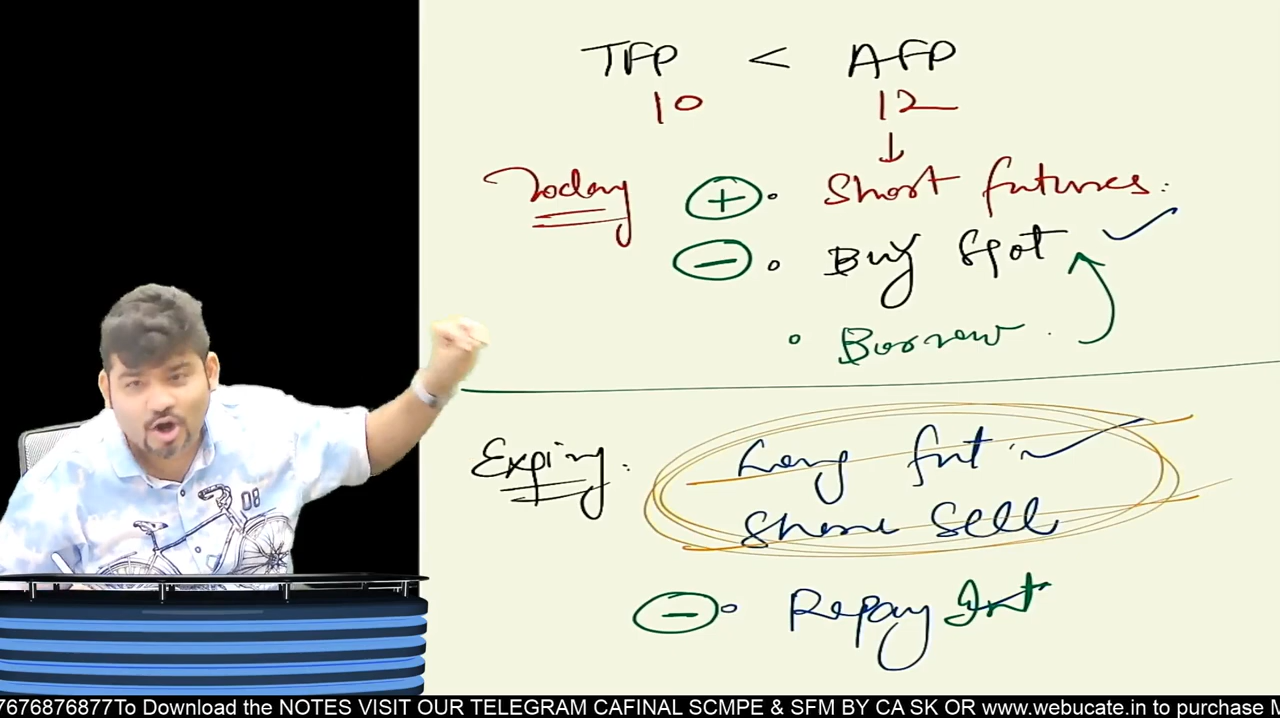 TFP < AFP
10 12
↓
Today + • Short futures.
− • Buy Spot ✓
• Borrow.
Expiry: Long fut. ✓
Share Sell
− • Repay Int
08
7676876877To Download the NOTES VISIT OUR TELEGRAM CAFINAL SCMPE & SFM BY CA SK OR www.webucate.in to purchase M